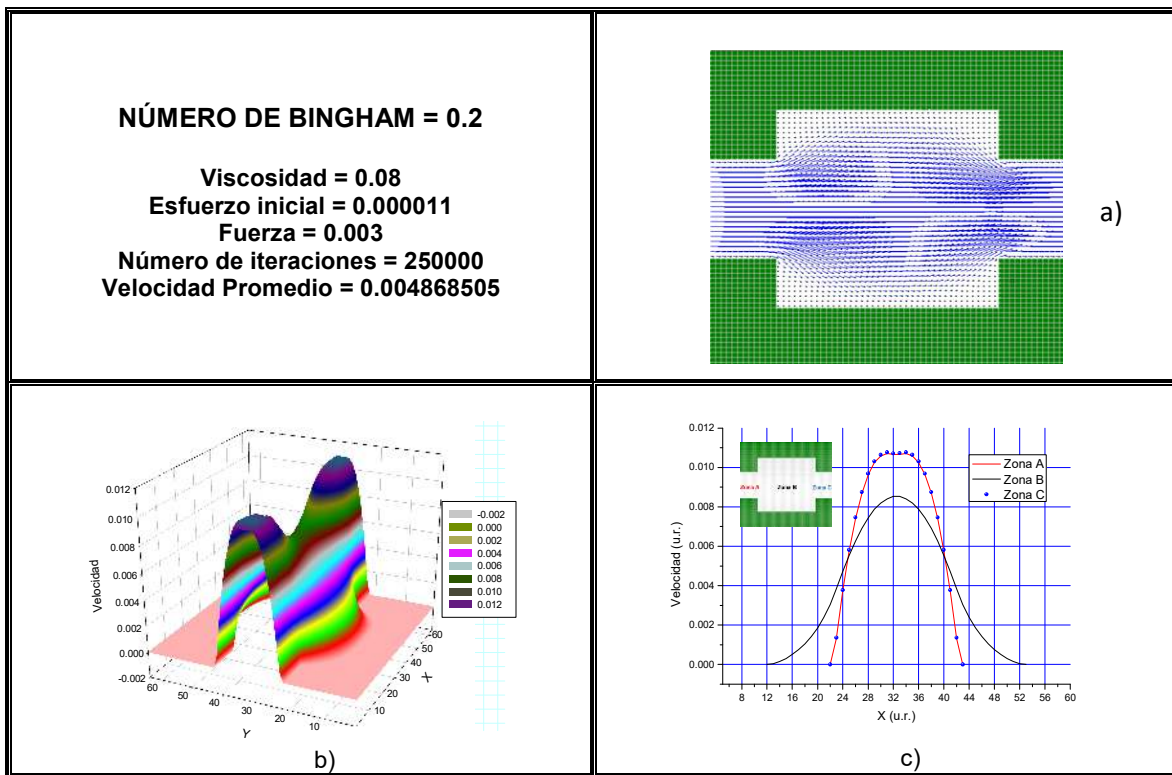 NÚMERO DE BINGHAM = 0.2
Viscosidad = 0.08
Esfuerzo inicial = 0.000011
Fuerza = 0.003
Número de iteraciones = 250000
Velocidad Promedio = 0.004868505
a)
0.012
0.010
0.008
0.006
0.004
0.002
0.000
-0.002
Velocidad
60
50
40
30
20
10
Y
10
20
30
40
50
60
X
-0.002
0.000
0.002
0.004
0.006
0.008
0.010
0.012
b)
0.012
0.010
0.008
0.006
0.004
0.002
0.000
Velocidad (u.r.)
Zona A Zona B Zona C
Zona A
Zona B
Zona C
8 12 16 20 24 28 32 36 40 44 48 52 56 60
X (u.r.)
c)